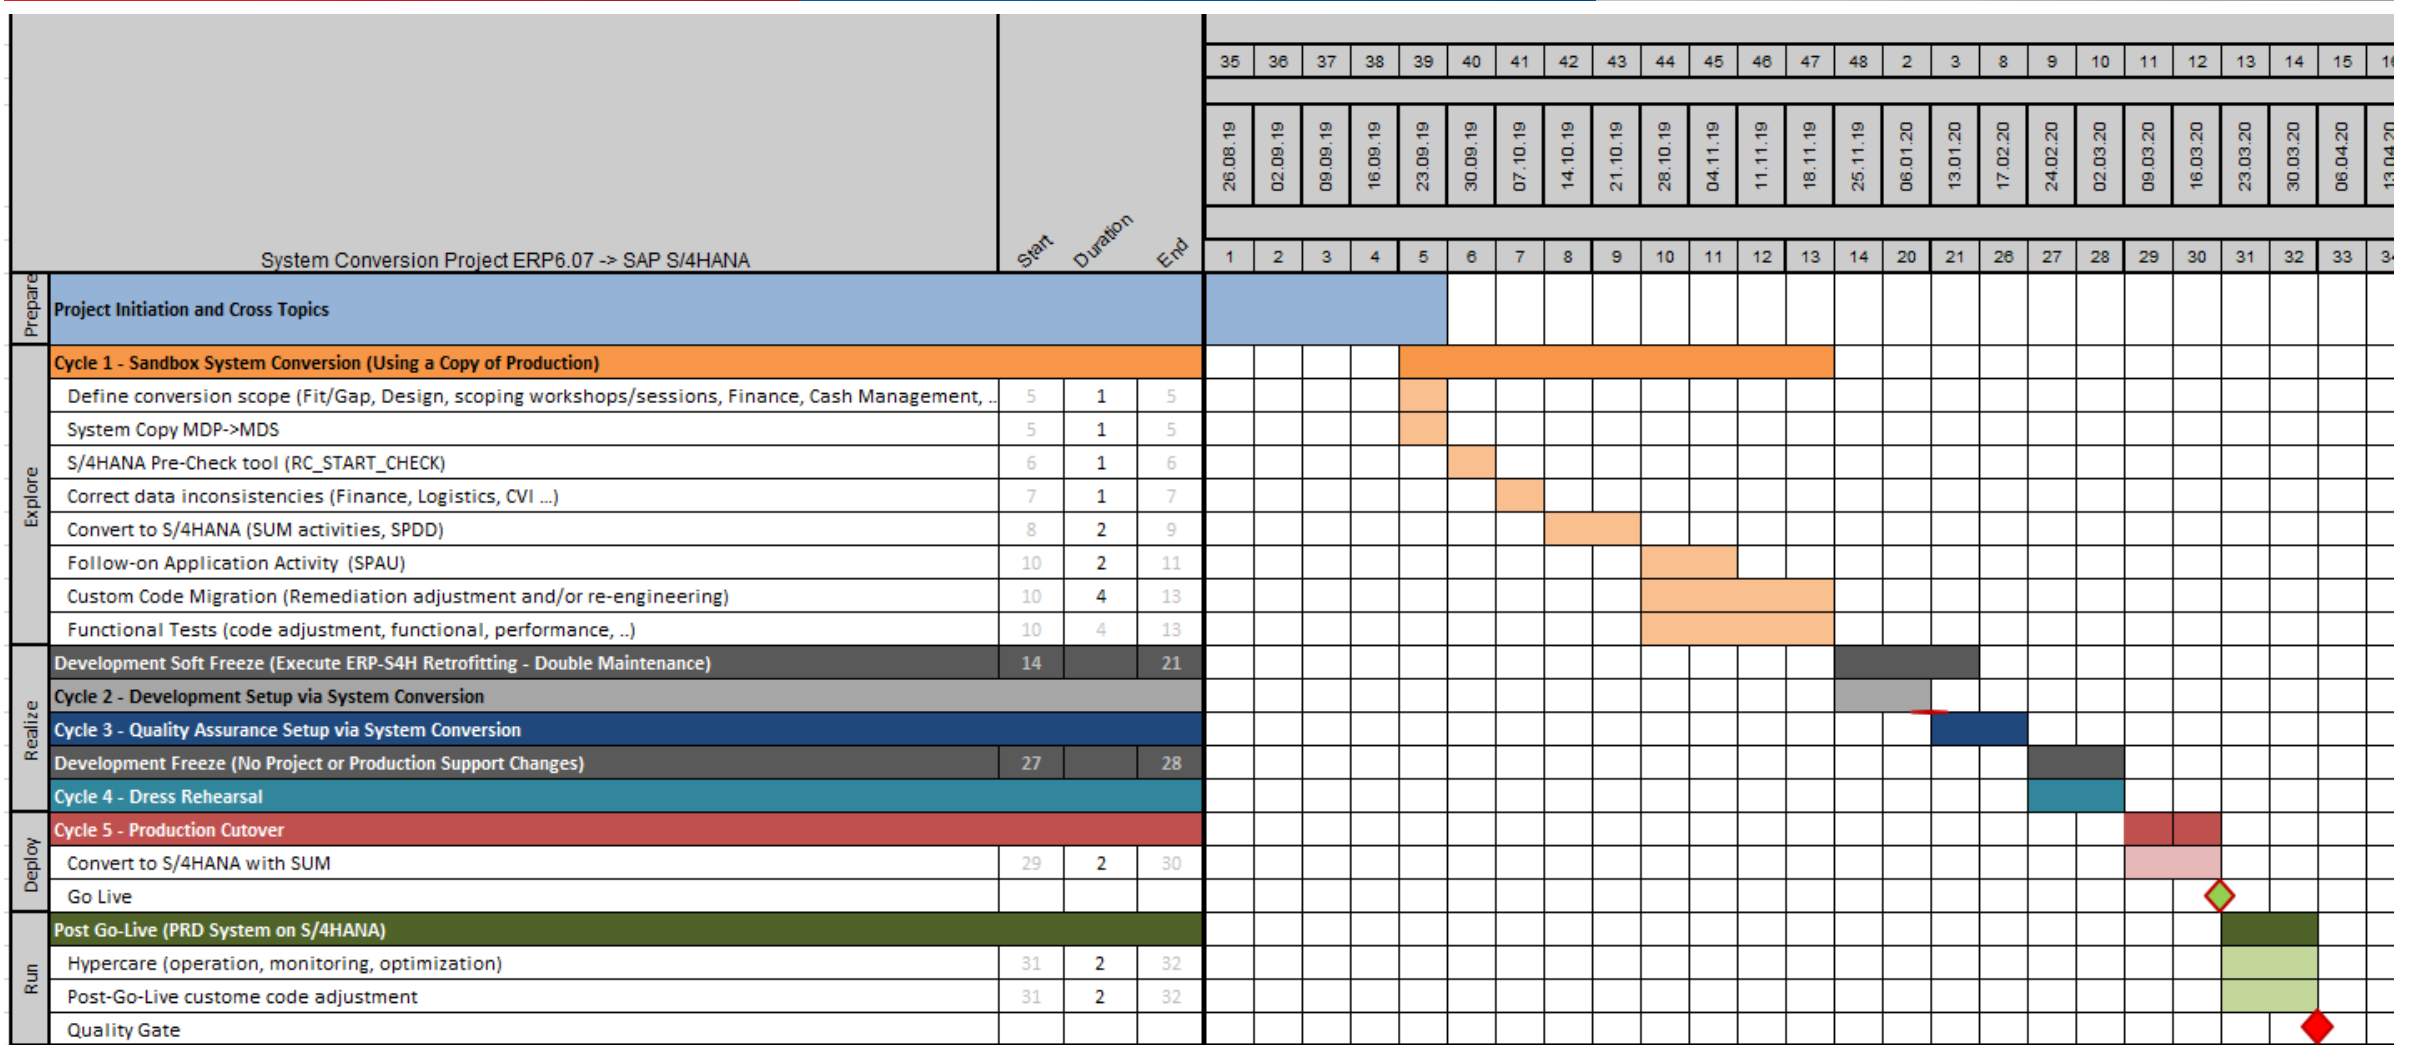 35 36 37 38 39 40 41 42 43 44 45 46 47 48 2 3 8 9 10 11 12 13 14 15
26.08.19 02.09.19 09.09.19 16.09.19 23.09.19 30.09.19 07.10.19 14.10.19 21.10.19 28.10.19 04.11.19 11.11.19 18.11.19 25.11.19 06.01.20 13.01.20 17.02.20 24.02.20 02.03.20 09.03.20 16.03.20 23.03.20 30.03.20 06.04.20 13.04.20
System Conversion Project ERP6.07 -> SAP S/4HANA Start Duration End 1 2 3 4 5 6 7 8 9 10 11 12 13 14 20 21 26 27 28 29 30 31 32 33
Prepare
Project Initiation and Cross Topics
Explore
Cycle 1 - Sandbox System Conversion (Using a Copy of Production)
Define conversion scope (Fit/Gap, Design, scoping workshops/sessions, Finance, Cash Management, .. 5 1 5
System Copy MDP->MDS 5 1 5
S/4HANA Pre-Check tool (RC_START_CHECK) 6 1 6
Correct data inconsistencies (Finance, Logistics, CVI ...) 7 1 7
Convert to S/4HANA (SUM activities, SPDD) 8 2 9
Follow-on Application Activity (SPAU) 10 2 11
Custom Code Migration (Remediation adjustment and/or re-engineering) 10 4 13
Functional Tests (code adjustment, functional, performance, ..) 10 4 13
Realize
Development Soft Freeze (Execute ERP-S4H Retrofitting - Double Maintenance) 14 21
Cycle 2 - Development Setup via System Conversion
Cycle 3 - Quality Assurance Setup via System Conversion
Development Freeze (No Project or Production Support Changes) 27 28
Cycle 4 - Dress Rehearsal
Deploy
Cycle 5 - Production Cutover
Convert to S/4HANA with SUM 29 2 30
Go Live
Run
Post Go-Live (PRD System on S/4HANA)
Hypercare (operation, monitoring, optimization) 31 2 32
Post-Go-Live custome code adjustment 31 2 32
Quality Gate